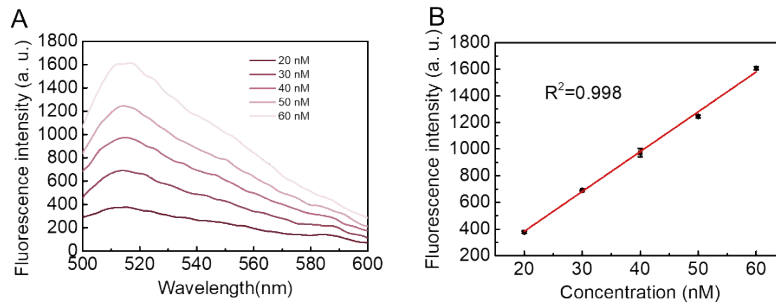 A
Fluorescence intensity (a. u.)
1800
1600
1400
1200
1000
800
600
400
200
0
500 520 540 560 580 600
Wavelength(nm)
20 nM
30 nM
40 nM
50 nM
60 nM
B
Fluorescence intensity (a. u.)
1800
1600
1400
1200
1000
800
600
400
200
20 30 40 50 60
Concentration (nM)
R²=0.998